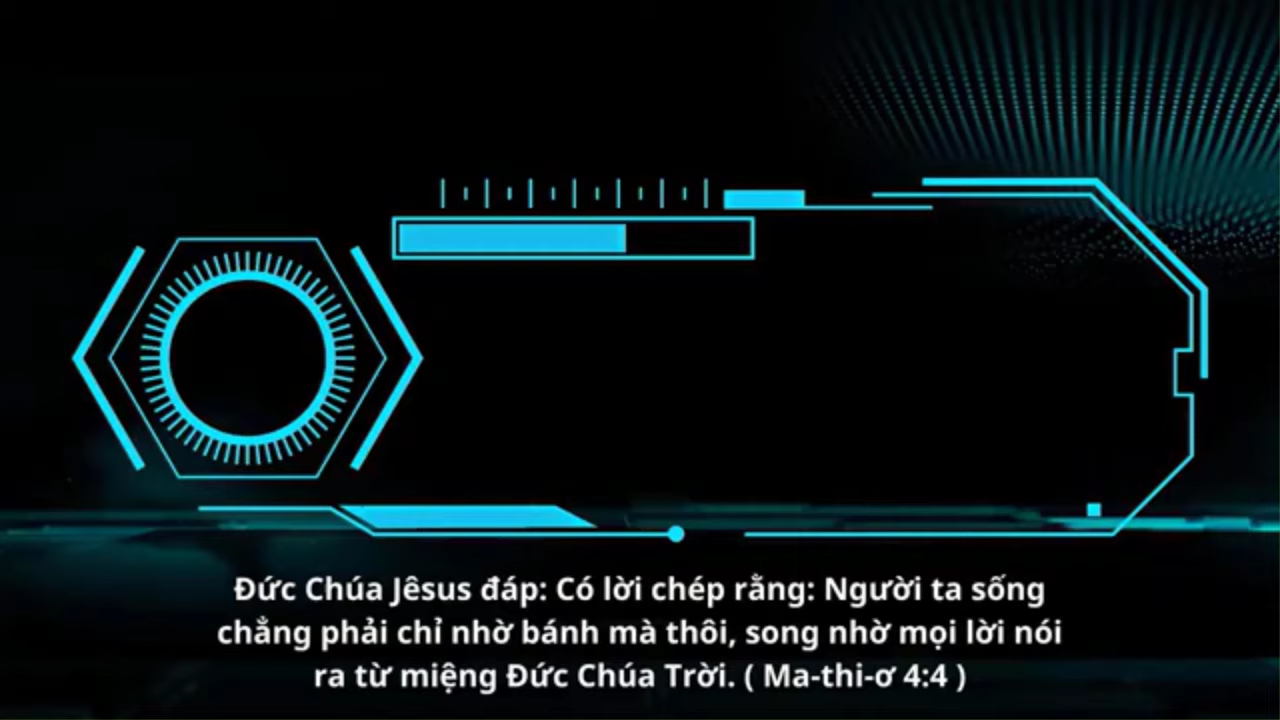 Đức Chúa Jêsus đáp: Có lời chép rằng: Người ta sống
chẳng phải chỉ nhờ bánh mà thôi, song nhờ mọi lời nói
ra từ miệng Đức Chúa Trời. ( Ma-thi-ơ 4:4 )